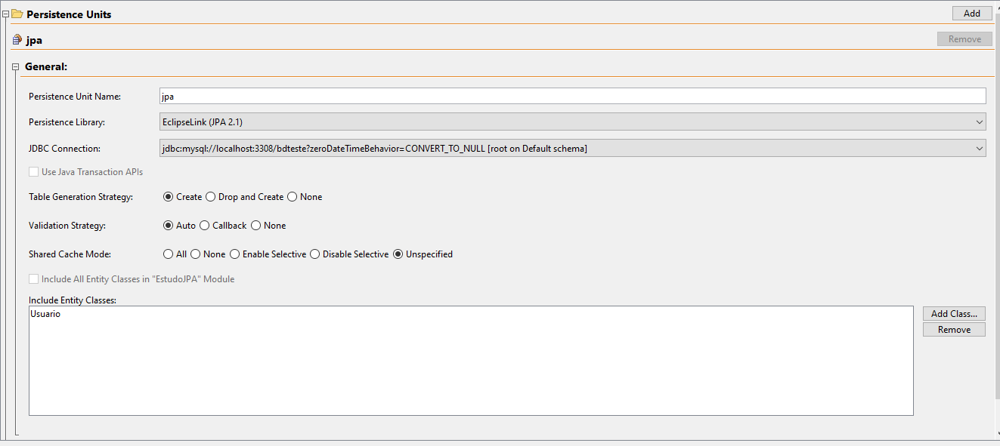 Persistence Units Add
jpa Remove
General:
Persistence Unit Name: jpa
Persistence Library: EclipseLink (JPA 2.1)
JDBC Connection: jdbc:mysql://localhost:3308/bdteste?zeroDateTimeBehavior=CONVERT_TO_NULL [root on Default schema]
Use Java Transaction APIs
Table Generation Strategy: Create Drop and Create None
Validation Strategy: Auto Callback None
Shared Cache Mode: All None Enable Selective Disable Selective Unspecified
Include All Entity Classes in "EstudoJPA" Module
Include Entity Classes:
Usuario Add Class...
Remove